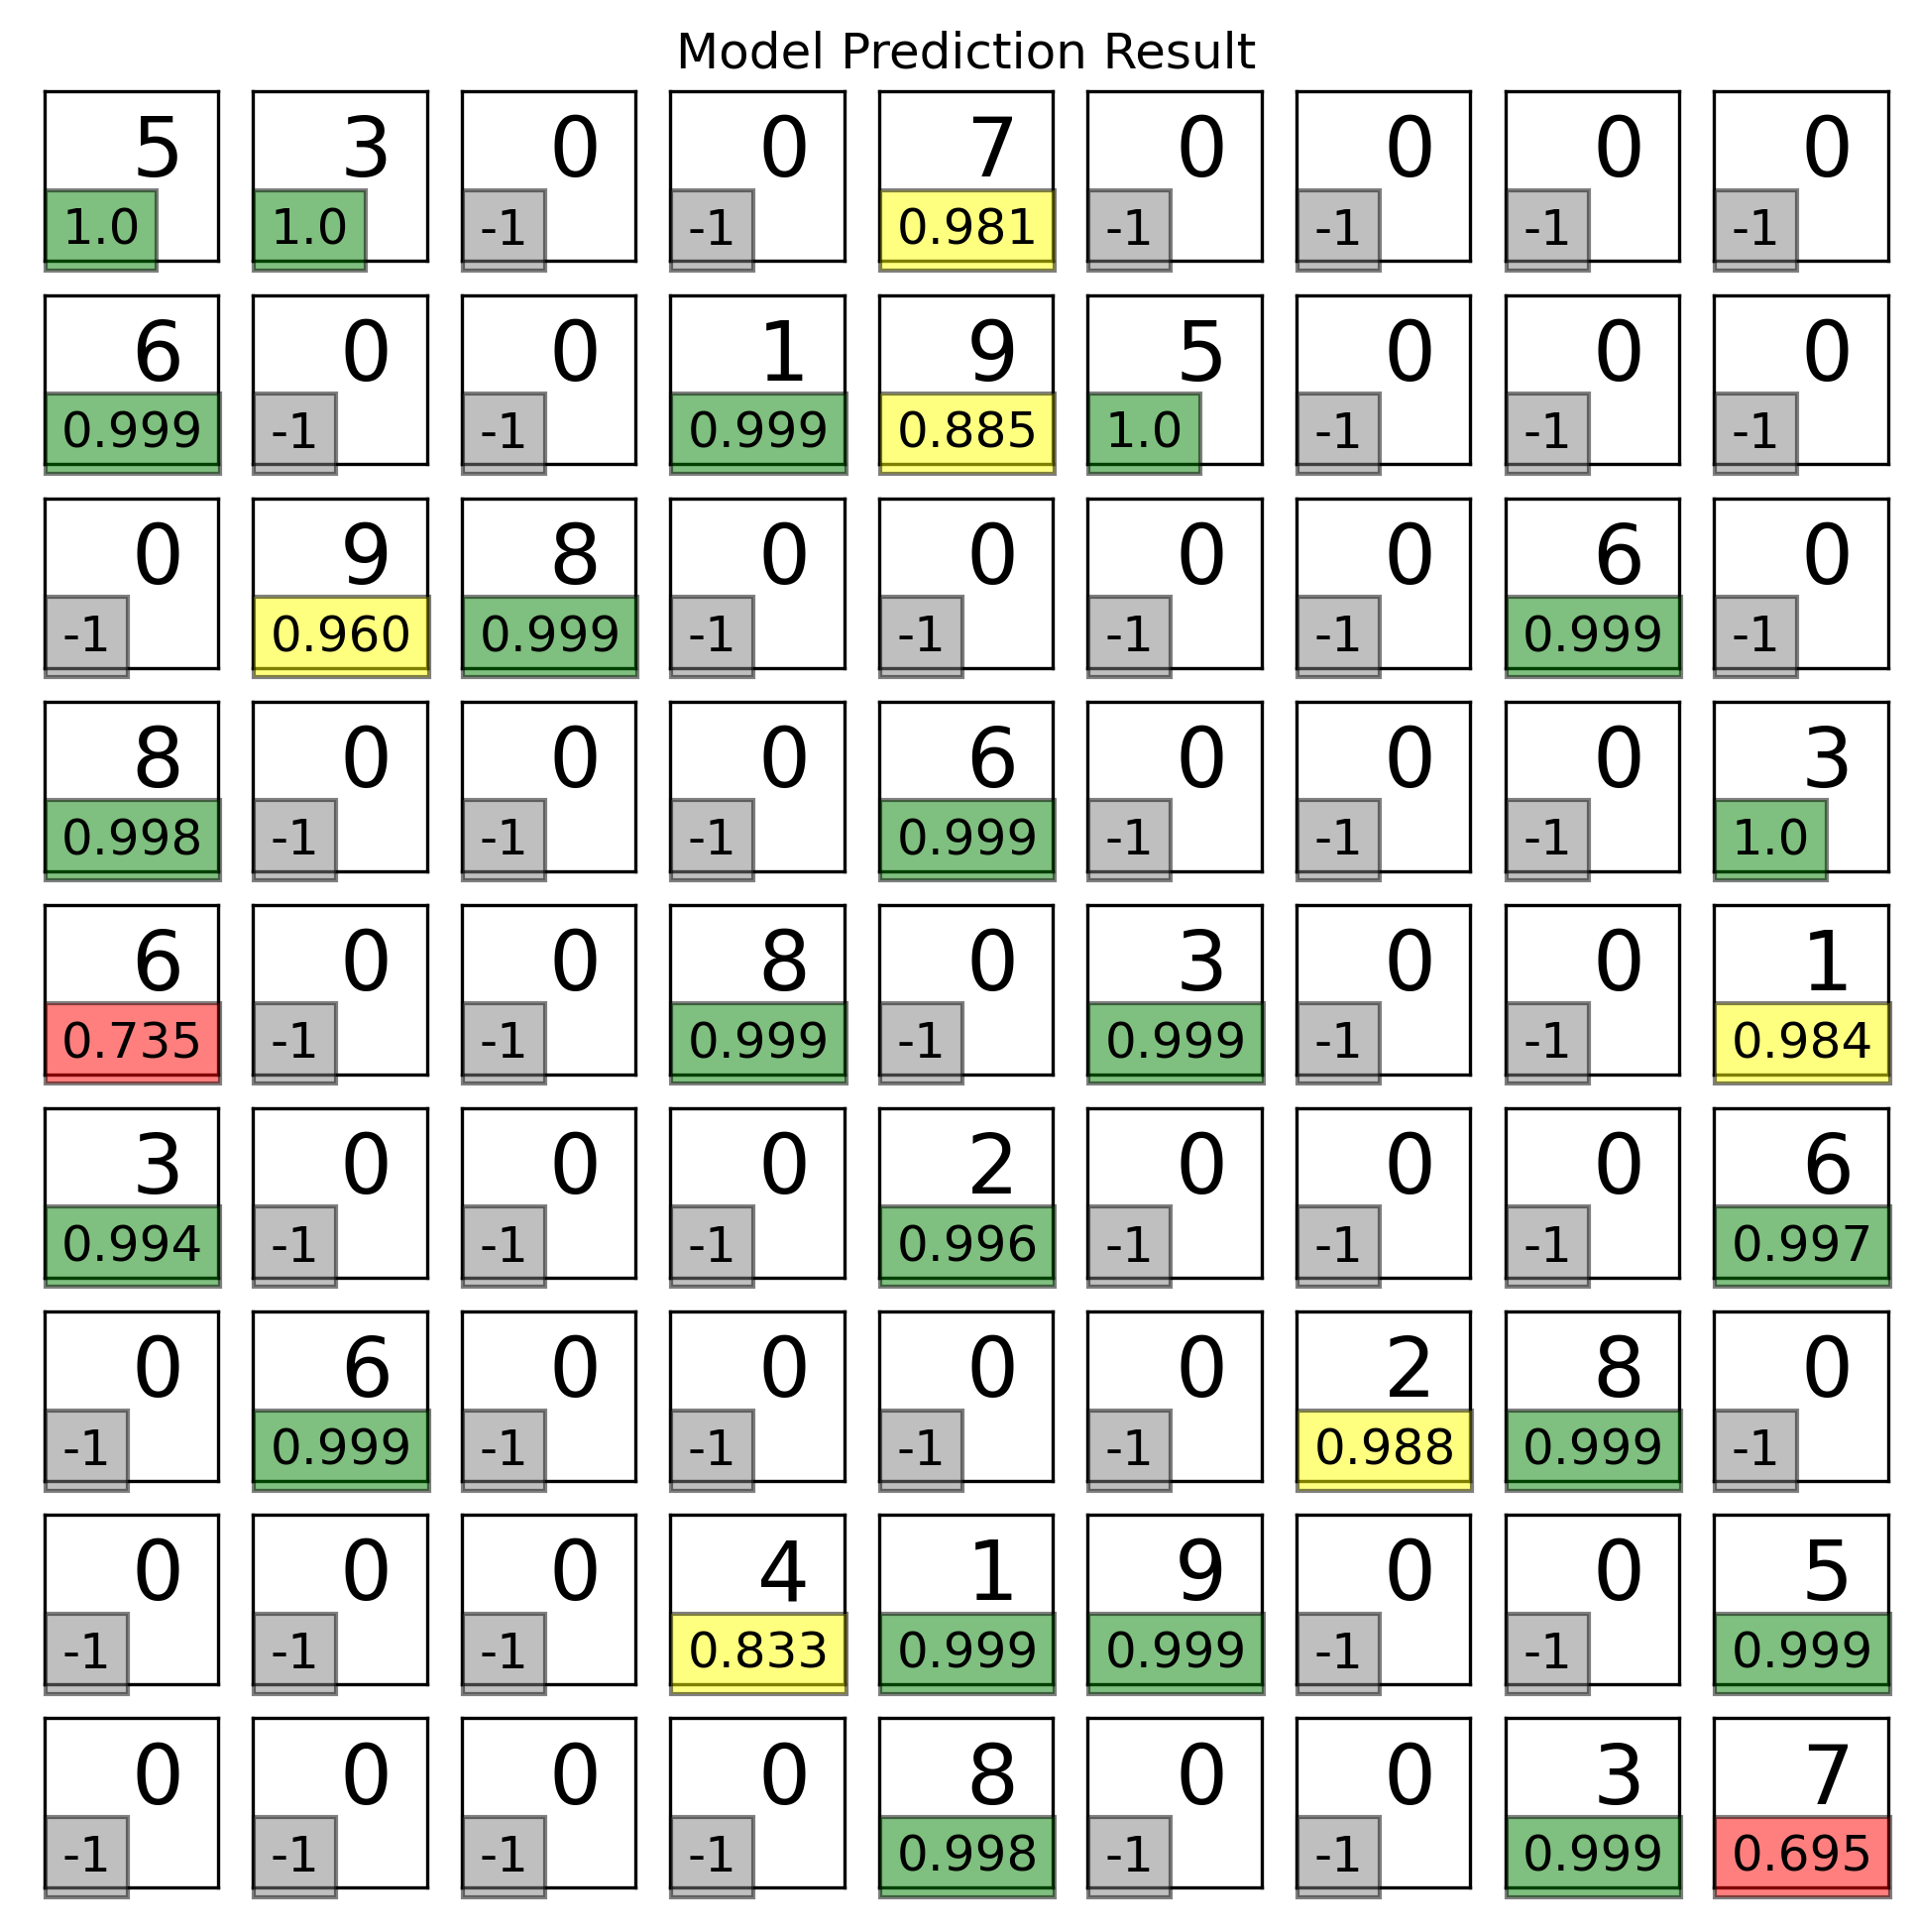 Model Prediction Result
5 3 0 0 7 0 0 0 0
1.0 1.0 -1 -1 0.981 -1 -1 -1 -1
6 0 0 1 9 5 0 0 0
0.999 -1 -1 0.999 0.885 1.0 -1 -1 -1
0 9 8 0 0 0 0 6 0
-1 0.960 0.999 -1 -1 -1 -1 0.999 -1
8 0 0 0 6 0 0 0 3
0.998 -1 -1 -1 0.999 -1 -1 -1 1.0
6 0 0 8 0 3 0 0 1
0.735 -1 -1 0.999 -1 0.999 -1 -1 0.984
3 0 0 0 2 0 0 0 6
0.994 -1 -1 -1 0.996 -1 -1 -1 0.997
0 6 0 0 0 0 2 8 0
-1 0.999 -1 -1 -1 -1 0.988 0.999 -1
0 0 0 4 1 9 0 0 5
-1 -1 -1 0.833 0.999 0.999 -1 -1 0.999
0 0 0 0 8 0 0 3 7
-1 -1 -1 -1 0.998 -1 -1 0.999 0.695